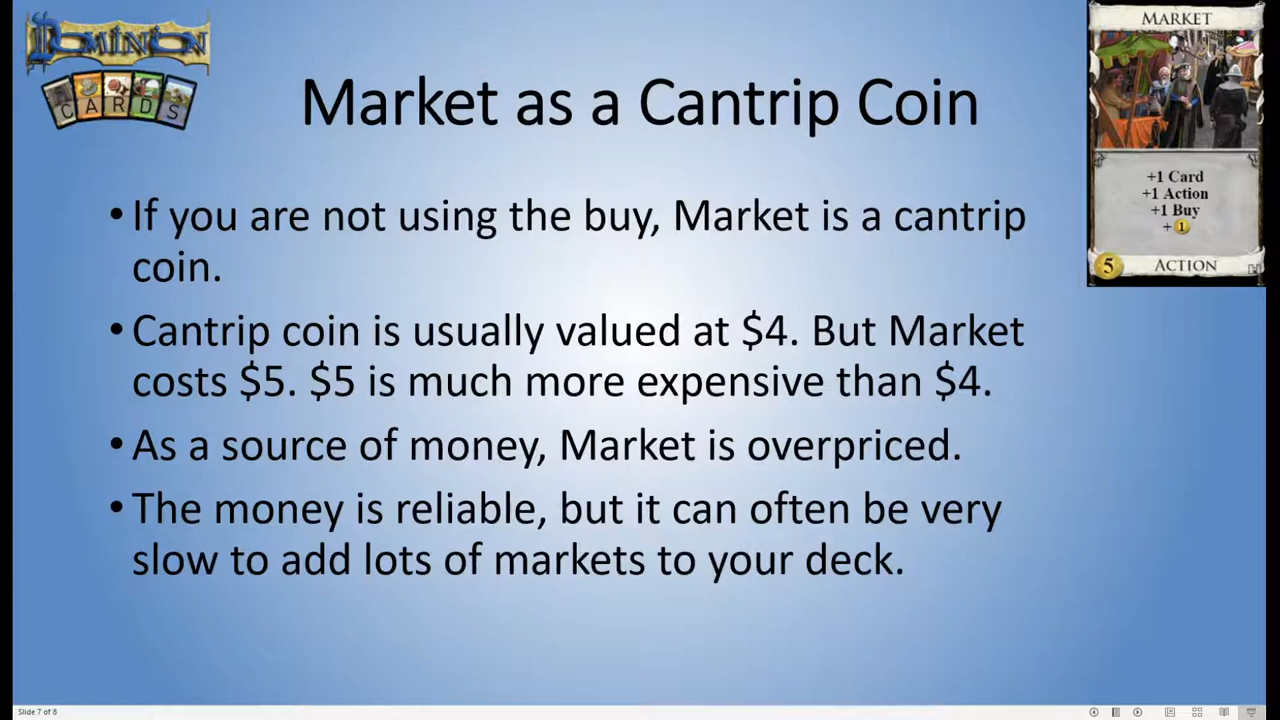 DOMINION
CARDS
Market as a Cantrip Coin
MARKET
+1 Card
+1 Action
+1 Buy
+ 1
5 ACTION
• If you are not using the buy, Market is a cantrip
coin.
• Cantrip coin is usually valued at $4. But Market
costs $5. $5 is much more expensive than $4.
• As a source of money, Market is overpriced.
• The money is reliable, but it can often be very
slow to add lots of markets to your deck.
Slide 7 of 8